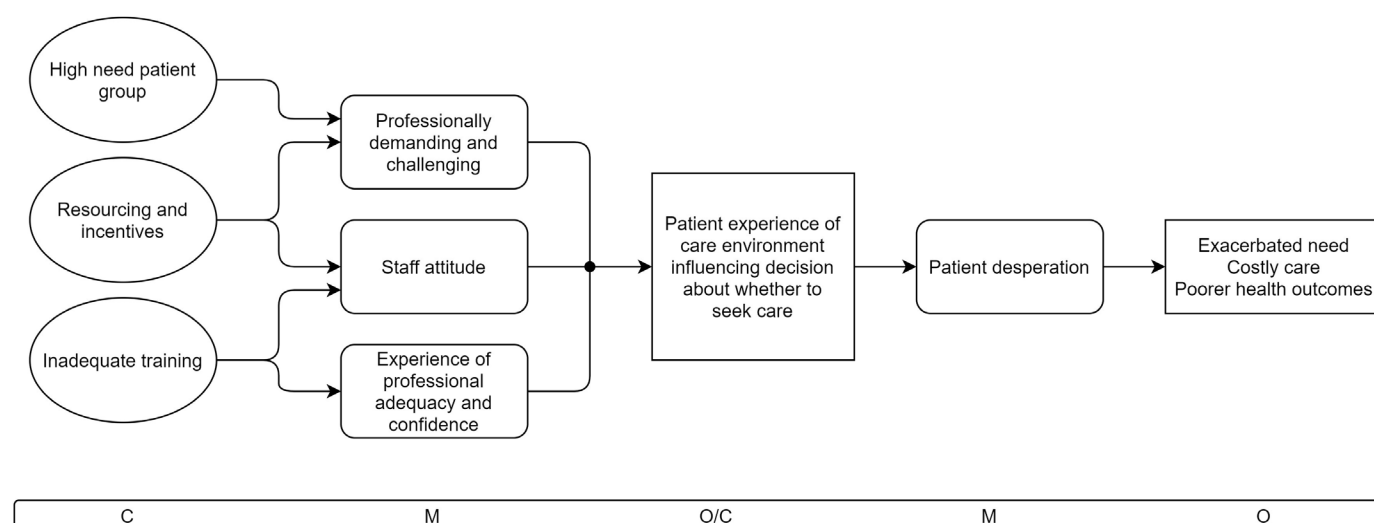 High need patient
group
Resourcing and
incentives
Inadequate training
Professionally
demanding and
challenging
Staff attitude
Experience of
professional
adequacy and
confidence
Patient experience of
care environment
influencing decision
about whether to
seek care
Patient desperation
Exacerbated need
Costly care
Poorer health outcomes
C M O/C M O